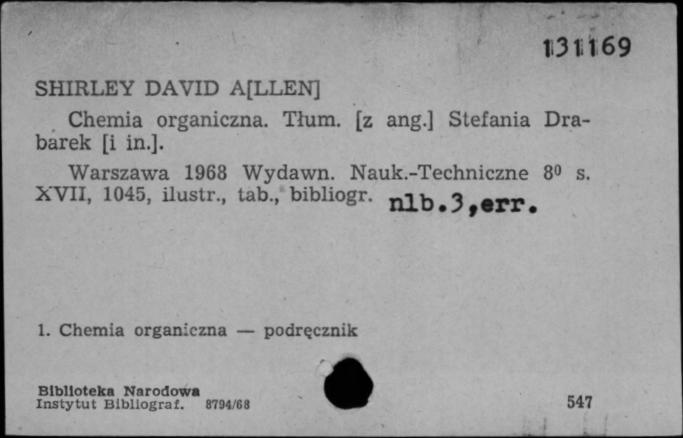 131169
SHIRLEY DAVID A[LLEN]
Chemia organiczna. Tłum. [z ang.] Stefania Dra-
barek [i in.].
Warszawa 1968 Wydawn. Nauk.-Techniczne 8⁰ s.
XVII, 1045, ilustr., tab., bibliogr. nlb.3,err.
1. Chemia organiczna — podręcznik
Biblioteka Narodowa
Instytut Bibliograf. 8794/68 547